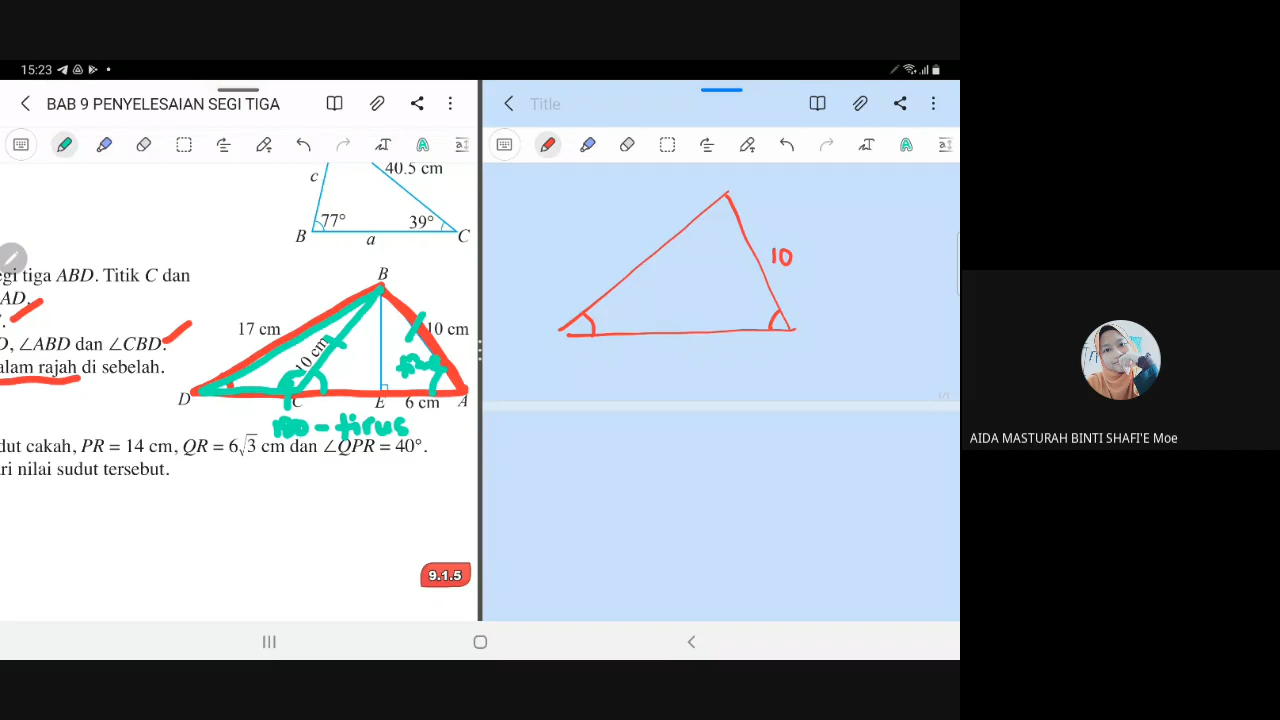 15:23
BAB 9 PENYELESAIAN SEGI TIGA
Title
40.5 cm
c
77°
39°
B
a
C
egi tiga ABD. Titik C dan
AD.
B
17 cm
10 cm
10 cm
D, ∠ABD dan ∠CBD.
alam rajah di sebelah.
D
C
E
6 cm
A
180 - tirus
dut cakah, PR = 14 cm, QR = 6√3 cm dan ∠QPR = 40°.
ri nilai sudut tersebut.
9.1.5
10
1/1
AIDA MASTURAH BINTI SHAFI'E Moe